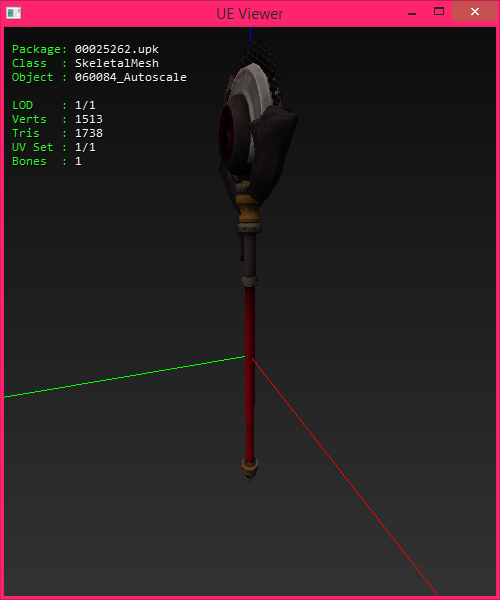 UE Viewer
Package: 00025262.upk
Class : SkeletalMesh
Object : 060084_Autoscale
LOD : 1/1
Verts : 1513
Tris : 1738
UV Set : 1/1
Bones : 1